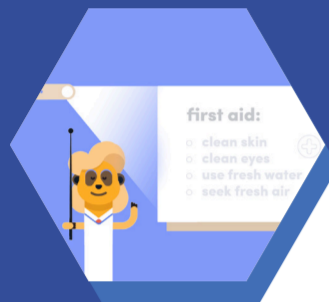 first aid:
clean skin
clean eyes
use fresh water
seek fresh air